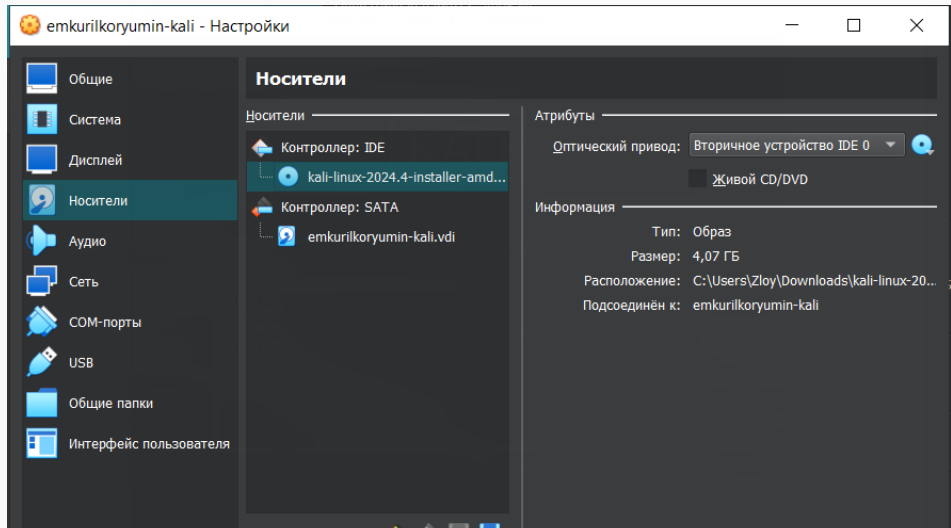 emkurilkoryumin-kali - Настройки
Общие
Система
Дисплей
Носители
Аудио
Сеть
COM-порты
USB
Общие папки
Интерфейс пользователя
Носители
Носители
Контроллер: IDE
kali-linux-2024.4-installer-amd...
Контроллер: SATA
emkurilkoryumin-kali.vdi
Атрибуты
Оптический привод: Вторичное устройство IDE 0
Живой CD/DVD
Информация
Тип: Образ
Размер: 4,07 ГБ
Расположение: C:\Users\Zloy\Downloads\kali-linux-20...
Подсоединён к: emkurilkoryumin-kali